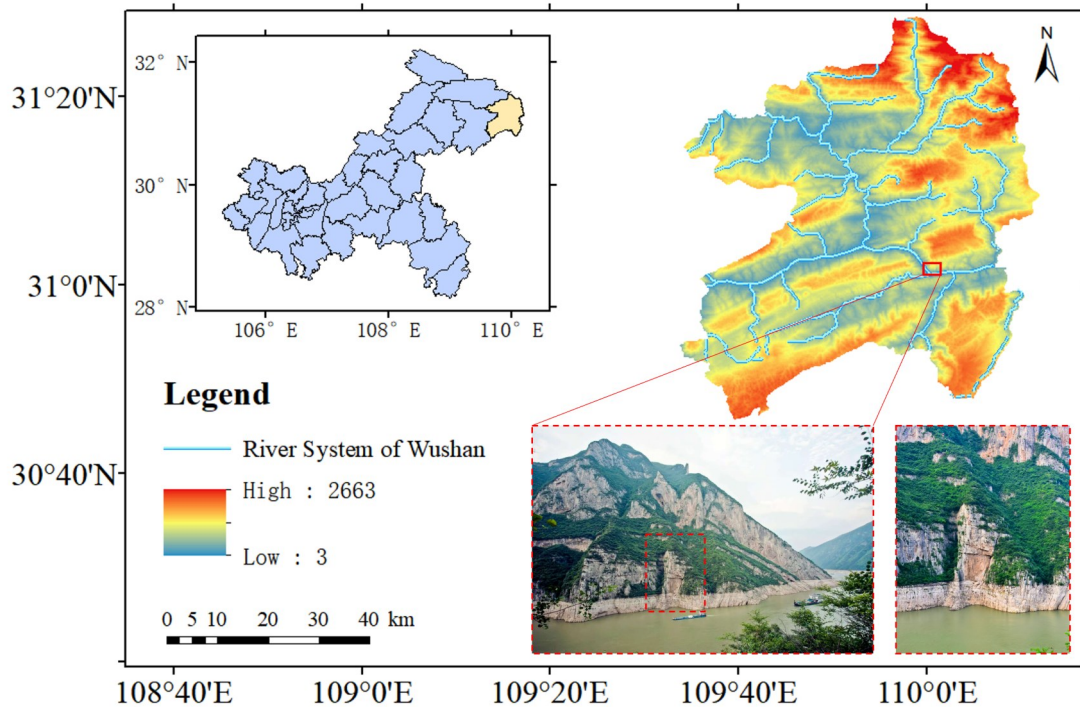 N
31°20'N
31°0'N
30°40'N
32° N
30° N
28° N
106° E
108° E
110° E
Legend
River System of Wushan
High : 2663
Low : 3
0 5 10 20 30 40 km
108°40'E
109°0'E
109°20'E
109°40'E
110°0'E